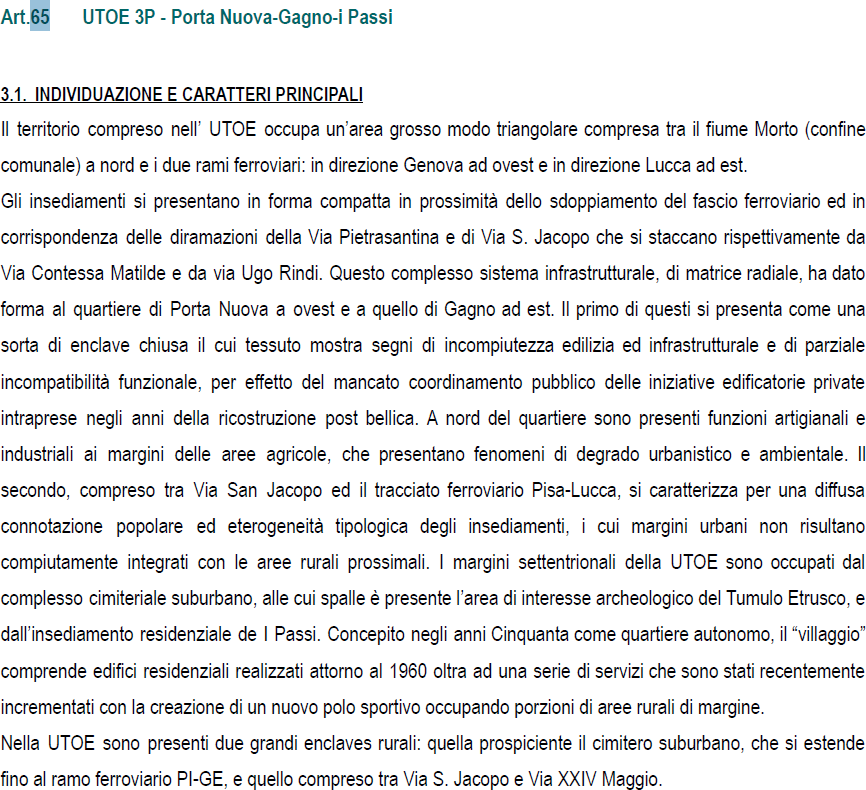 Art.65 UTOE 3P - Porta Nuova-Gagno-i Passi
3.1. INDIVIDUAZIONE E CARATTERI PRINCIPALI
Il territorio compreso nell’ UTOE occupa un’area grosso modo triangolare compresa tra il fiume Morto (confine
comunale) a nord e i due rami ferroviari: in direzione Genova ad ovest e in direzione Lucca ad est.
Gli insediamenti si presentano in forma compatta in prossimità dello sdoppiamento del fascio ferroviario ed in
corrispondenza delle diramazioni della Via Pietrasantina e di Via S. Jacopo che si staccano rispettivamente da
Via Contessa Matilde e da via Ugo Rindi. Questo complesso sistema infrastrutturale, di matrice radiale, ha dato
forma al quartiere di Porta Nuova a ovest e a quello di Gagno ad est. Il primo di questi si presenta come una
sorta di enclave chiusa il cui tessuto mostra segni di incompiutezza edilizia ed infrastrutturale e di parziale
incompatibilità funzionale, per effetto del mancato coordinamento pubblico delle iniziative edificatorie private
intraprese negli anni della ricostruzione post bellica. A nord del quartiere sono presenti funzioni artigianali e
industriali ai margini delle aree agricole, che presentano fenomeni di degrado urbanistico e ambientale. Il
secondo, compreso tra Via San Jacopo ed il tracciato ferroviario Pisa-Lucca, si caratterizza per una diffusa
connotazione popolare ed eterogeneità tipologica degli insediamenti, i cui margini urbani non risultano
compiutamente integrati con le aree rurali prossimali. I margini settentrionali della UTOE sono occupati dal
complesso cimiteriale suburbano, alle cui spalle è presente l’area di interesse archeologico del Tumulo Etrusco, e
dall’insediamento residenziale de I Passi. Concepito negli anni Cinquanta come quartiere autonomo, il “villaggio”
comprende edifici residenziali realizzati attorno al 1960 oltra ad una serie di servizi che sono stati recentemente
incrementati con la creazione di un nuovo polo sportivo occupando porzioni di aree rurali di margine.
Nella UTOE sono presenti due grandi enclaves rurali: quella prospiciente il cimitero suburbano, che si estende
fino al ramo ferroviario PI-GE, e quello compreso tra Via S. Jacopo e Via XXIV Maggio.